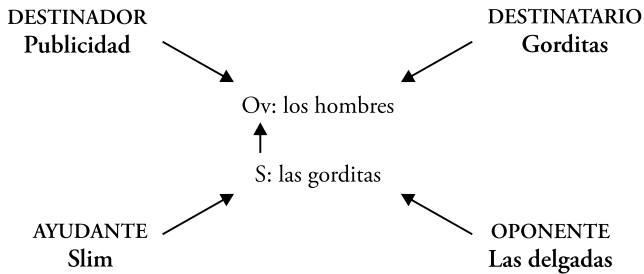 DESTINADOR
Publicidad
DESTINATARIO
Gorditas
Ov: los hombres
S: las gorditas
AYUDANTE
Slim
OPONENTE
Las delgadas